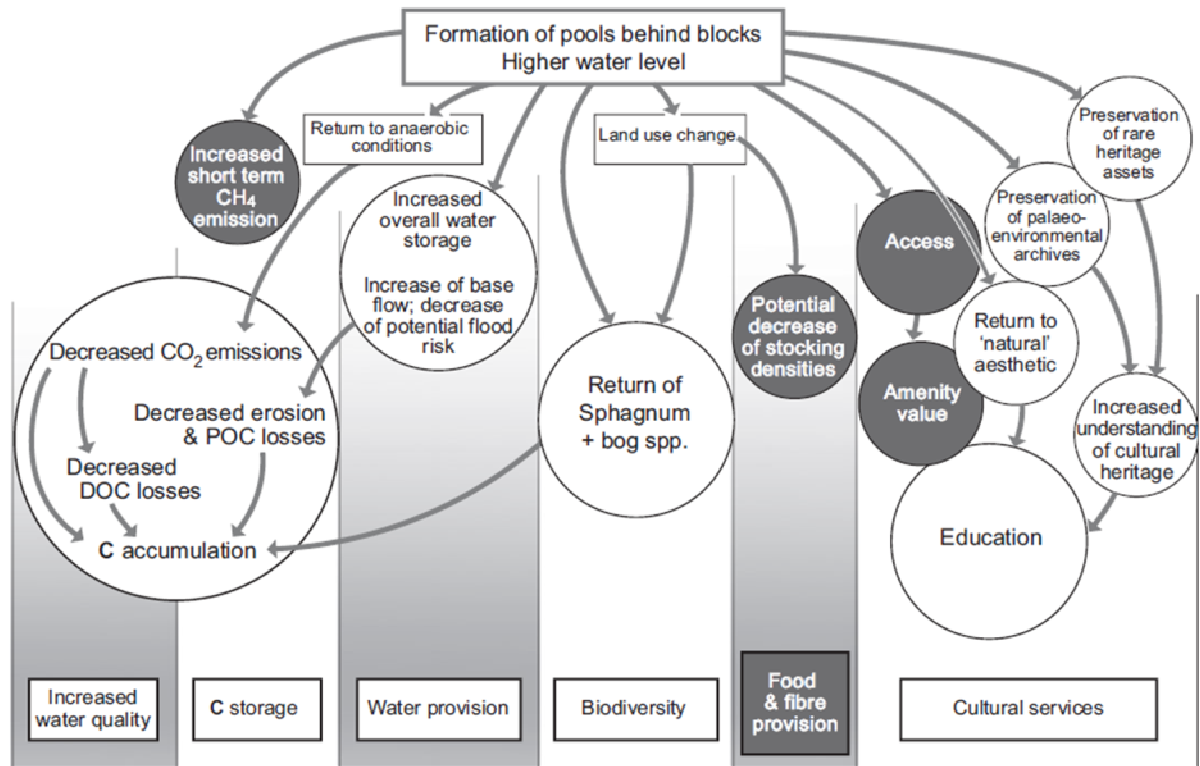 Formation of pools behind blocks
Higher water level
Return to anaerobic
conditions
Land use change
Increased
short term
CH₄
emission
Increased
overall water
storage
Increase of base
flow; decrease
of potential flood
risk
Preservation
of rare
heritage
assets
Preservation
of palaeo-
environmental
archives
Access
Potential
decrease
of stocking
densities
Return to
‘natural’
aesthetic
Amenity
value
Increased
understanding
of cultural
heritage
Decreased CO₂ emissions
Decreased erosion
& POC losses
Decreased
DOC losses
C accumulation
Return of
Sphagnum
+ bog spp.
Education
Increased
water quality
C storage
Water provision
Biodiversity
Food
& fibre
provision
Cultural services